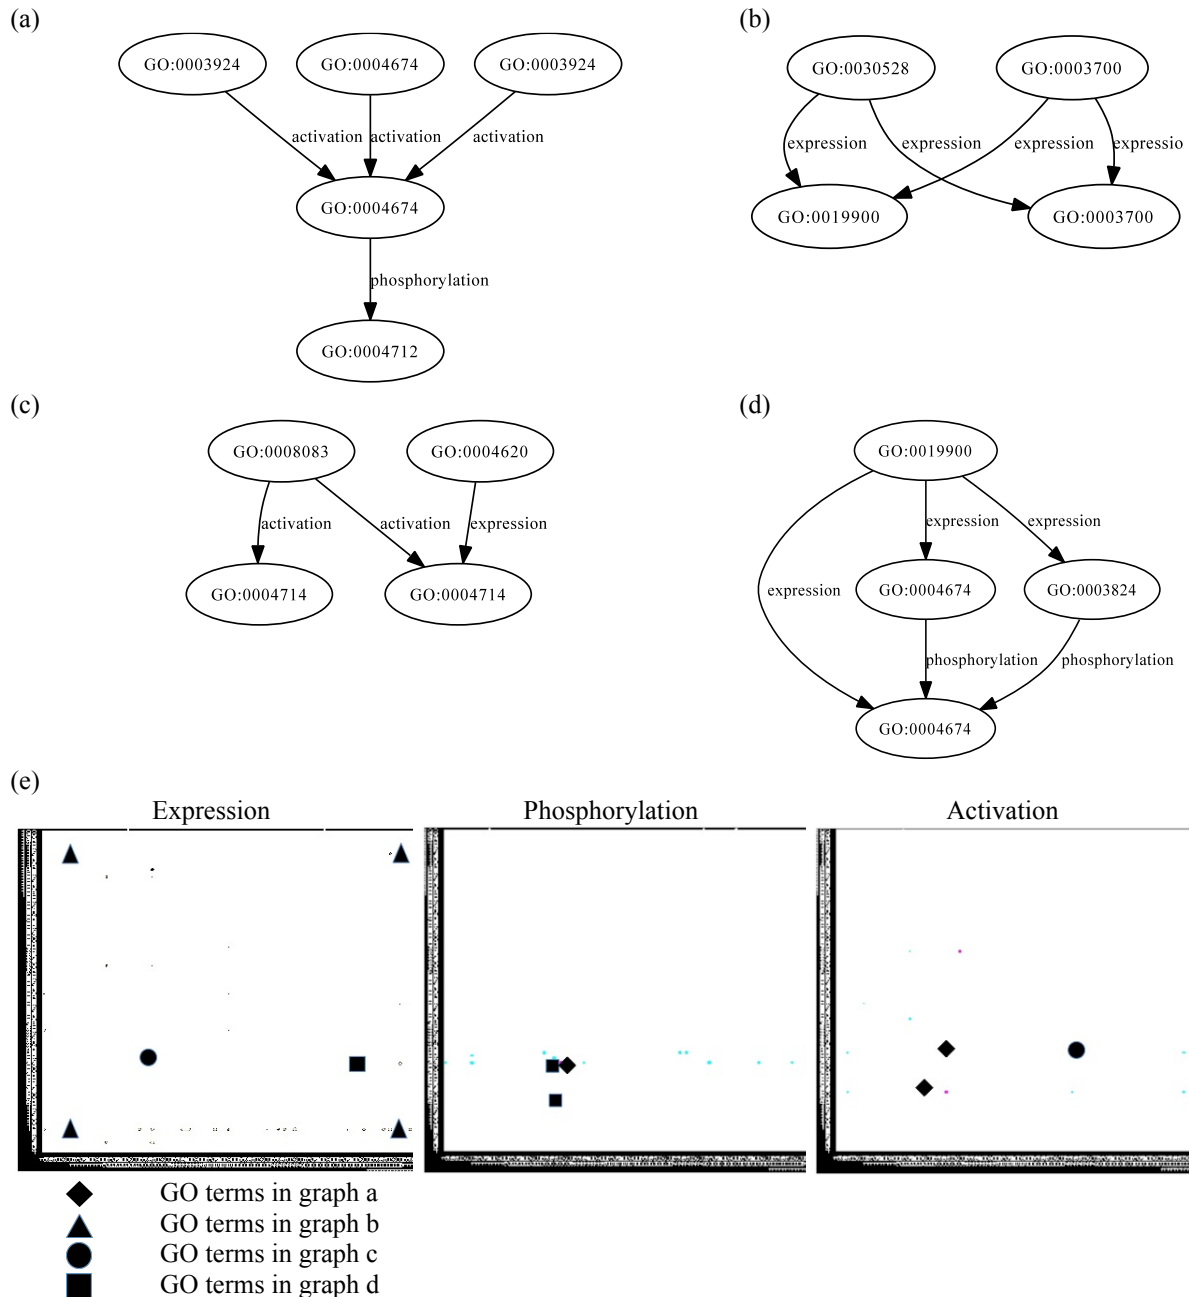 (a)
(b)
GO:0003924 GO:0004674 GO:0003924
GO:0030528 GO:0003700
activation activation activation
expression expression expression expressio
GO:0004674
GO:0019900 GO:0003700
phosphorylation
GO:0004712
(c)
(d)
GO:0008083 GO:0004620
GO:0019900
activation activation expression
expression expression
GO:0004714 GO:0004714
expression GO:0004674 GO:0003824
phosphorylation phosphorylation
GO:0004674
(e)
Expression Phosphorylation Activation
GO terms in graph a
GO terms in graph b
GO terms in graph c
GO terms in graph d